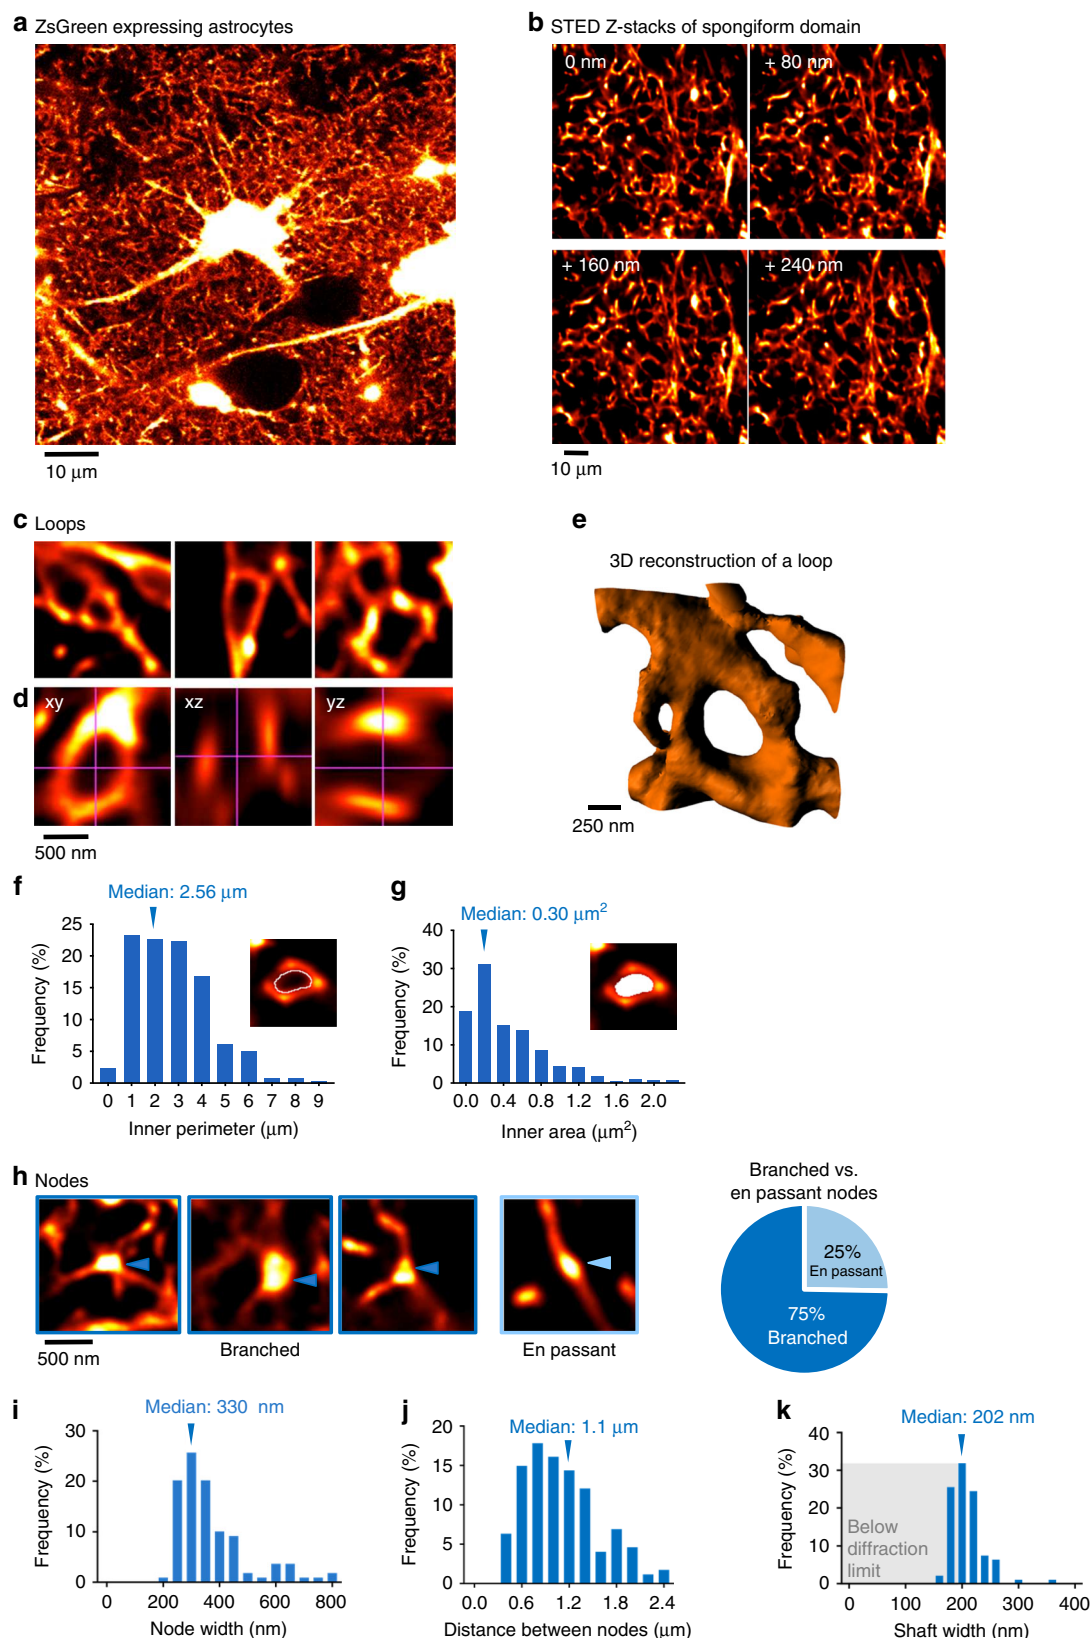 a ZsGreen expressing astrocytes
10 μm
b STED Z-stacks of spongiform domain
0 nm
+ 80 nm
+ 160 nm
+ 240 nm
10 μm
c Loops
d xy xz yz
500 nm
e
3D reconstruction of a loop
250 nm
f
Median: 2.56 μm
Frequency (%)
25
20
15
10
5
0
0 1 2 3 4 5 6 7 8 9
Inner perimeter (μm)
g
Median: 0.30 μm²
Frequency (%)
40
30
20
10
0
0.0 0.4 0.8 1.2 1.6 2.0
Inner area (μm²)
h Nodes
500 nm
Branched
En passant
Branched vs.
en passant nodes
25%
En passant
75%
Branched
i
Median: 330 nm
Frequency (%)
30
20
10
0
0 200 400 600 800
Node width (nm)
j
Median: 1.1 μm
Frequency (%)
20
15
10
5
0
0.0 0.6 1.2 1.8 2.4
Distance between nodes (μm)
k
Median: 202 nm
Frequency (%)
40
30
20
10
0
Below
diffraction
limit
0 100 200 300 400
Shaft width (nm)